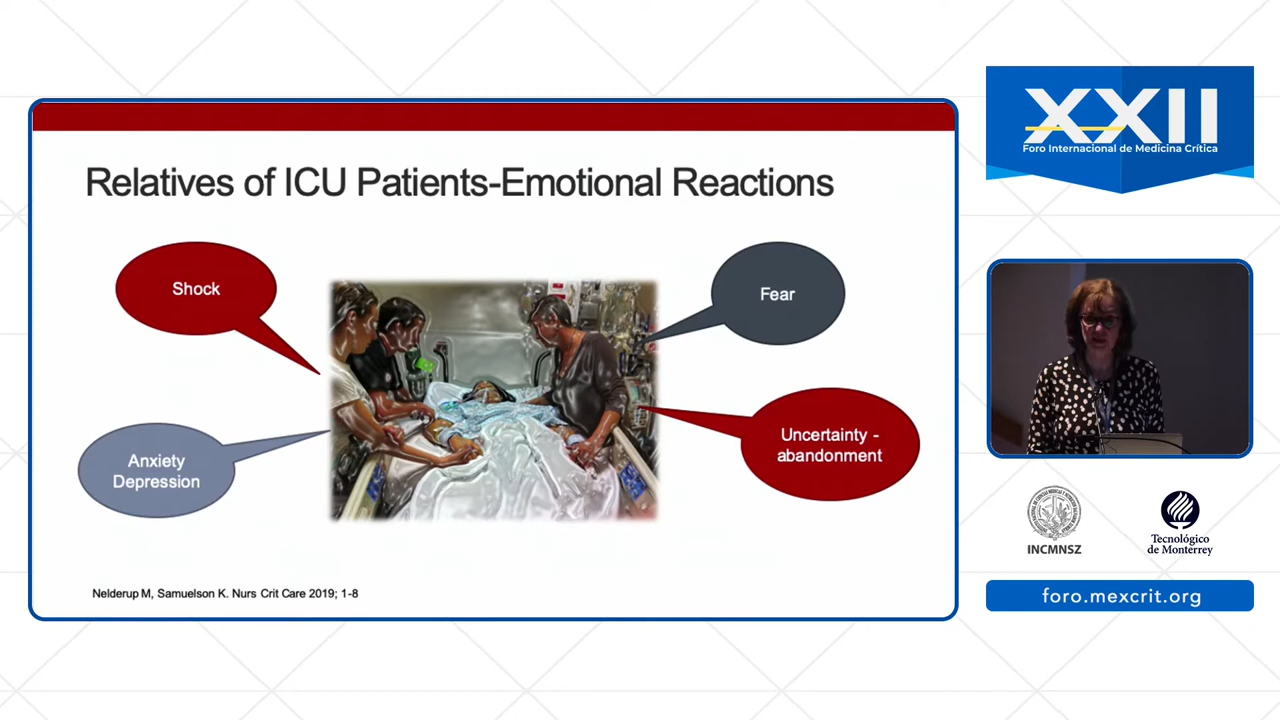 Relatives of ICU Patients-Emotional Reactions
Shock
Fear
Anxiety
Depression
Uncertainty -
abandonment
Nelderup M, Samuelson K. Nurs Crit Care 2019; 1-8
XXII
Foro Internacional de Medicina Crítica
INCMNSZ
Tecnológico
de Monterrey
foro.mexcrit.org